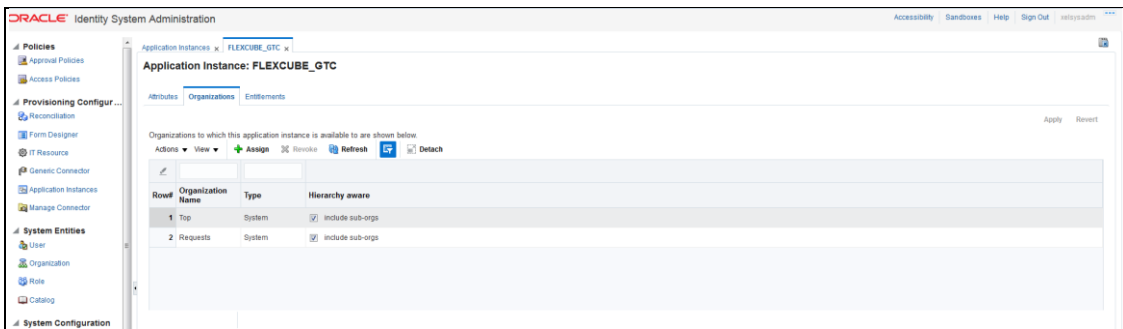 ORACLE Identity System Administration
Accessibility Sandboxes Help Sign Out xelsysadm
Policies
Approval Policies
Access Policies
Provisioning Configur...
Reconciliation
Form Designer
IT Resource
Generic Connector
Application Instances
Manage Connector
System Entities
User
Organization
Role
Catalog
System Configuration
Application Instances x FLEXCUBE_GTC x
Application Instance: FLEXCUBE_GTC
Attributes Organizations Entitlements
Apply Revert
Organizations to which this application instance is available to are shown below.
Actions View Assign Revoke Refresh Detach
Row# Organization Name Type Hierarchy aware
1 Top System include sub-orgs
2 Requests System include sub-orgs